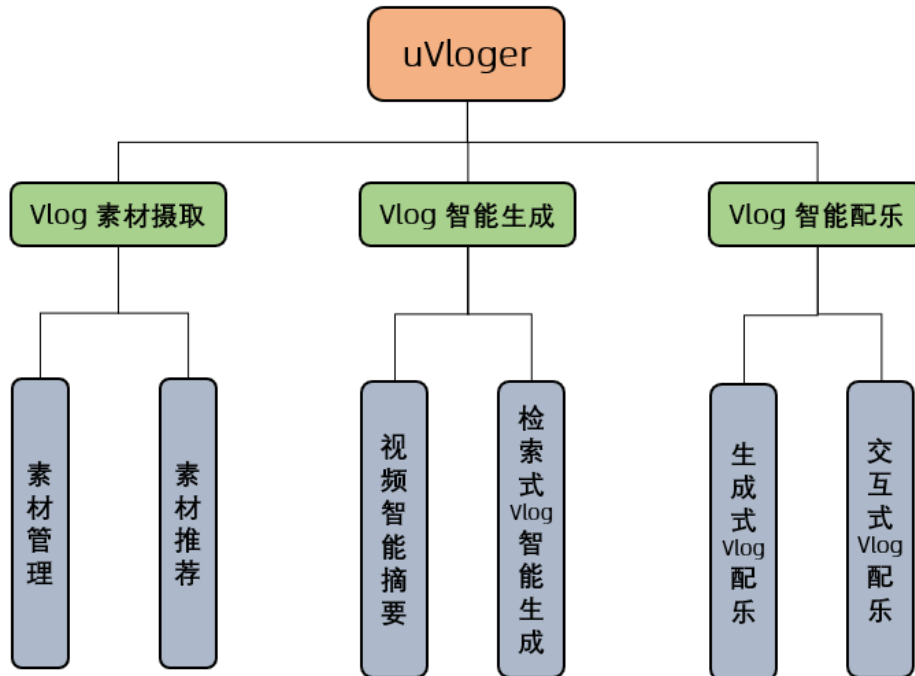 uVloger
Vlog 素材摄取
Vlog 智能生成
Vlog 智能配乐
素材管理
素材推荐
视频智能摘要
检索式Vlog智能生成
生成式Vlog配乐
交互式Vlog配乐